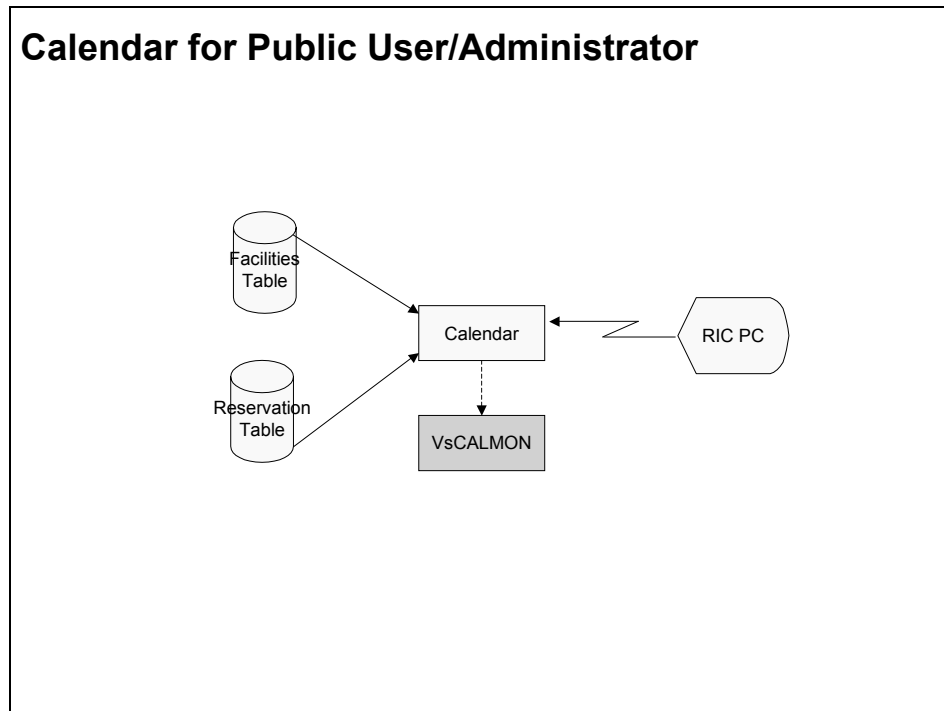 Calendar for Public User/Administrator
Facilities
Table
Calendar
RIC PC
Reservation
Table
VsCALMON